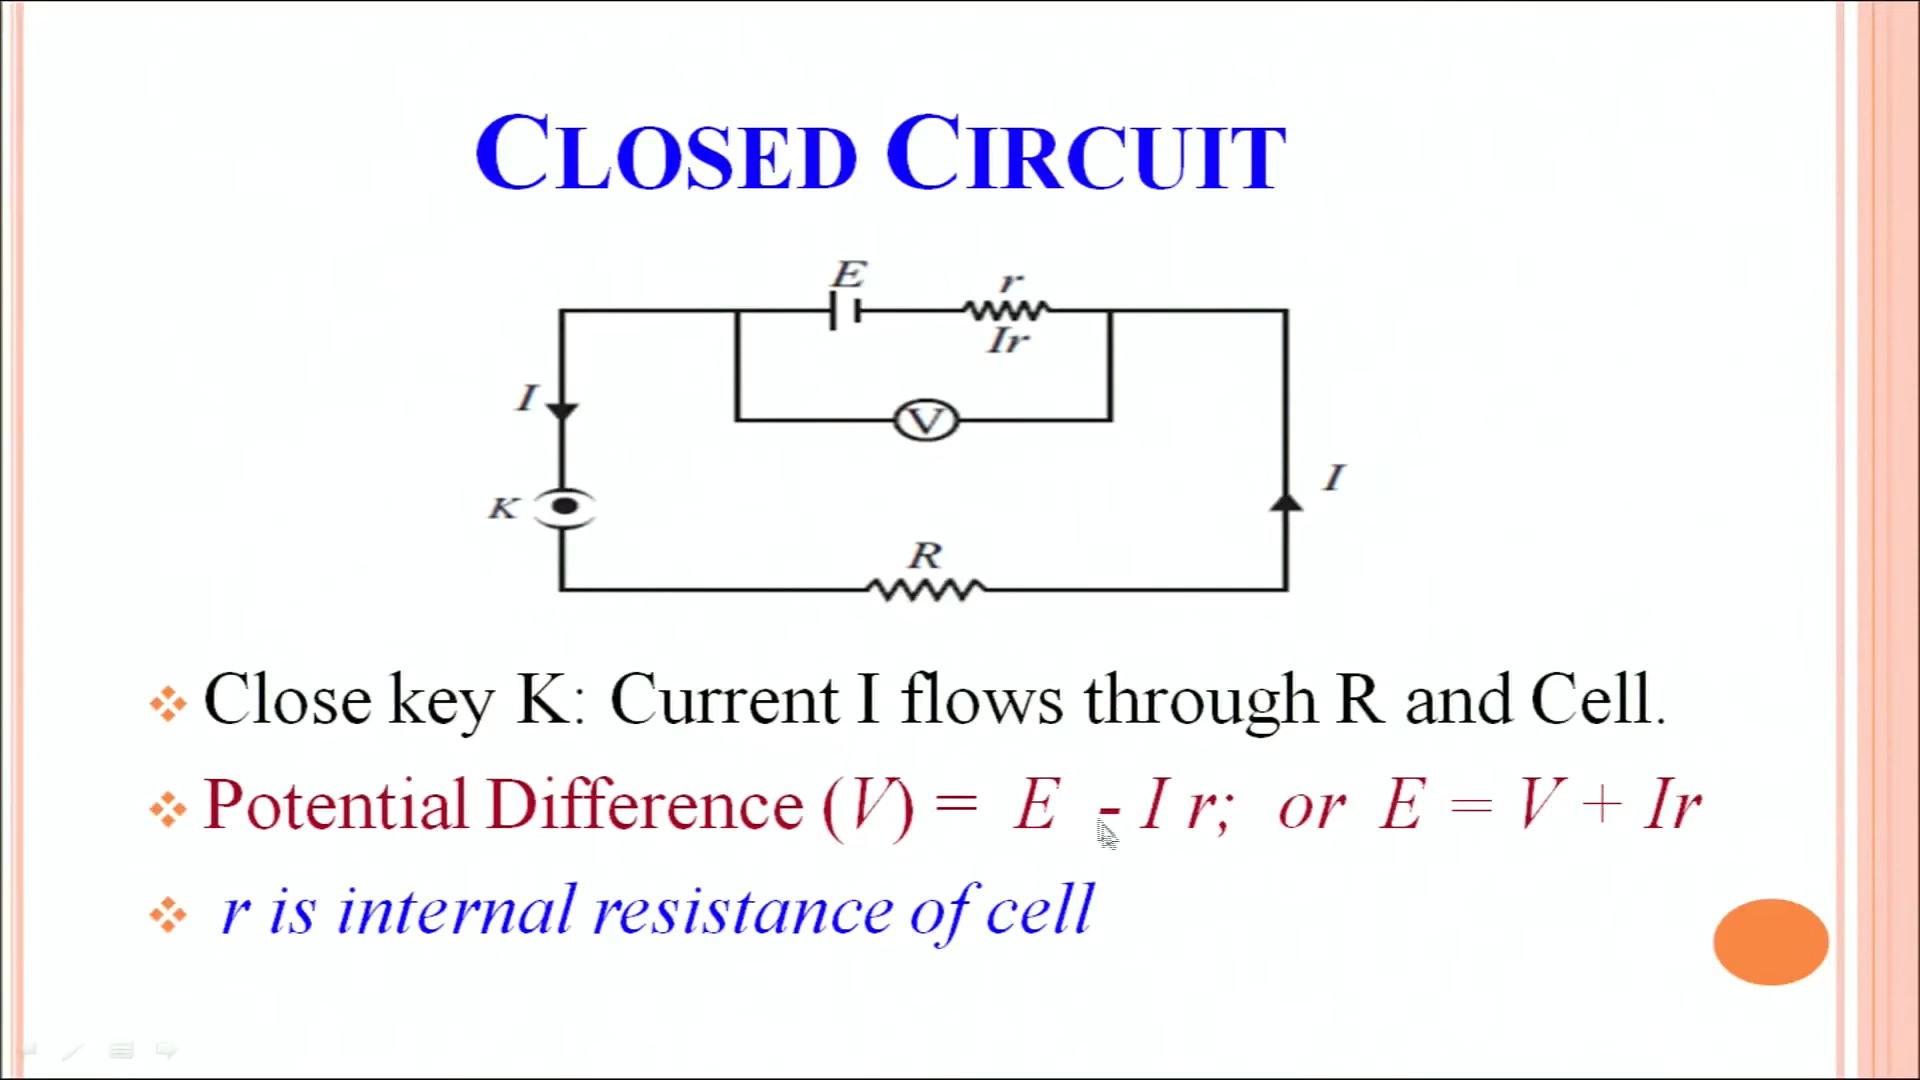 CLOSED CIRCUIT
E
r
Ir
I
V
I
K
R
Close key K: Current I flows through R and Cell.
Potential Difference (V) = E - I r; or E = V + Ir
r is internal resistance of cell